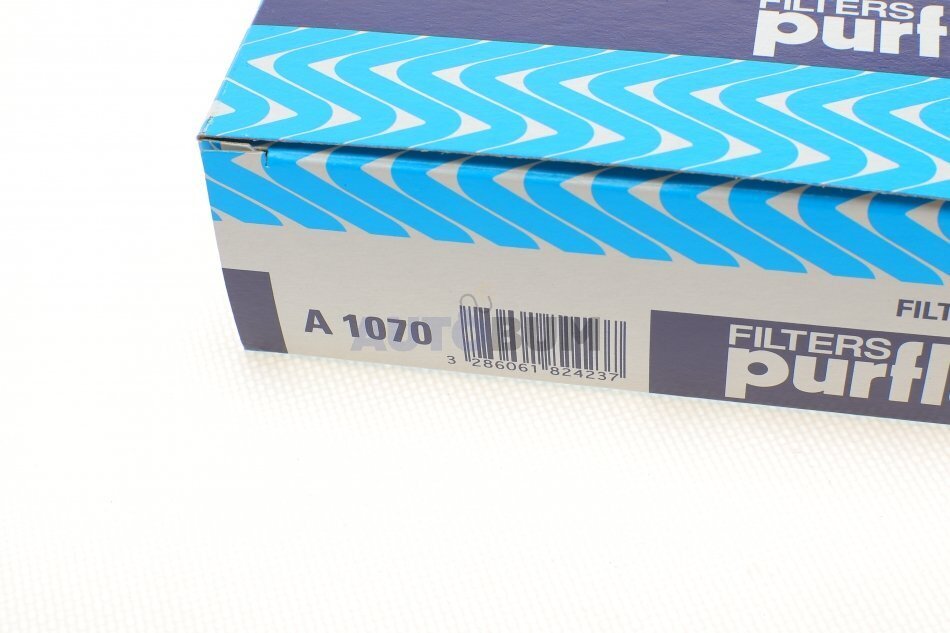 FILTERS
purfl
FILT
A 1070
AUTOBUM
3 286061 824237
FILTERS
purfl